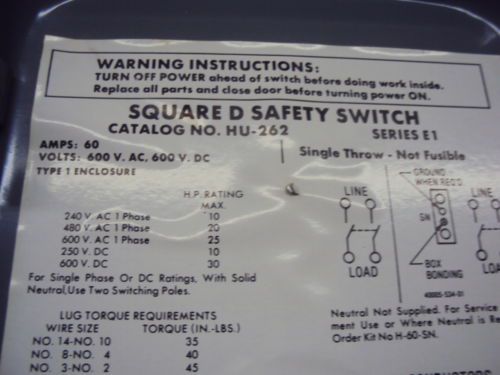 WARNING INSTRUCTIONS:
TURN OFF POWER ahead of switch before doing work inside.
Replace all parts and close door before turning power ON.
SQUARE D SAFETY SWITCH
CATALOG NO. HU-262 SERIES E1
AMPS: 60
VOLTS: 600 V. AC, 600 V. DC
TYPE 1 ENCLOSURE
H.P. RATING
MAX.
240 V. AC 1 Phase 10
480 V. AC 1 Phase 20
600 V. AC 1 Phase 25
250 V. DC 10
600 V. DC 30
For Single Phase Or DC Ratings, With Solid
Neutral, Use Two Switching Poles.
LUG TORQUE REQUIREMENTS
WIRE SIZE TORQUE (IN.-LBS.)
NO. 14-NO. 10 35
NO. 8-NO. 4 40
NO. 3-NO. 2 45
Single Throw - Not Fusible
LINE
LOAD
GROUND
WHEN REQ'D
SN
BOX
BONDING
LINE
LOA
40005-534-01
Neutral Not Supplied. For Service
ment Use or Where Neutral is Re
Order Kit No H-60-SN.